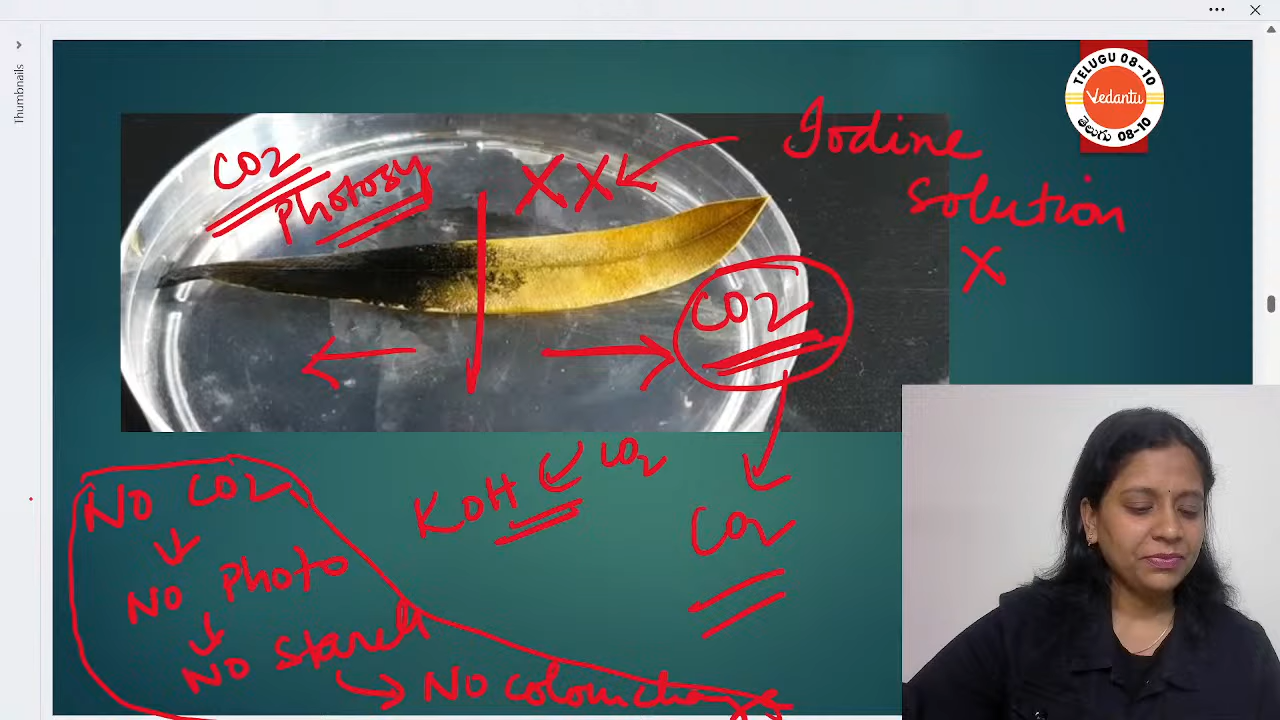 Thumbnails
TELUGU 08-10
Vedantu
తెలుగు 08-10
Iodine
Solution
X
CO2
Photosy
X X
CO2
KOH CO2
CO2
NO CO2
NO Photo
NO Starch
NO colour change